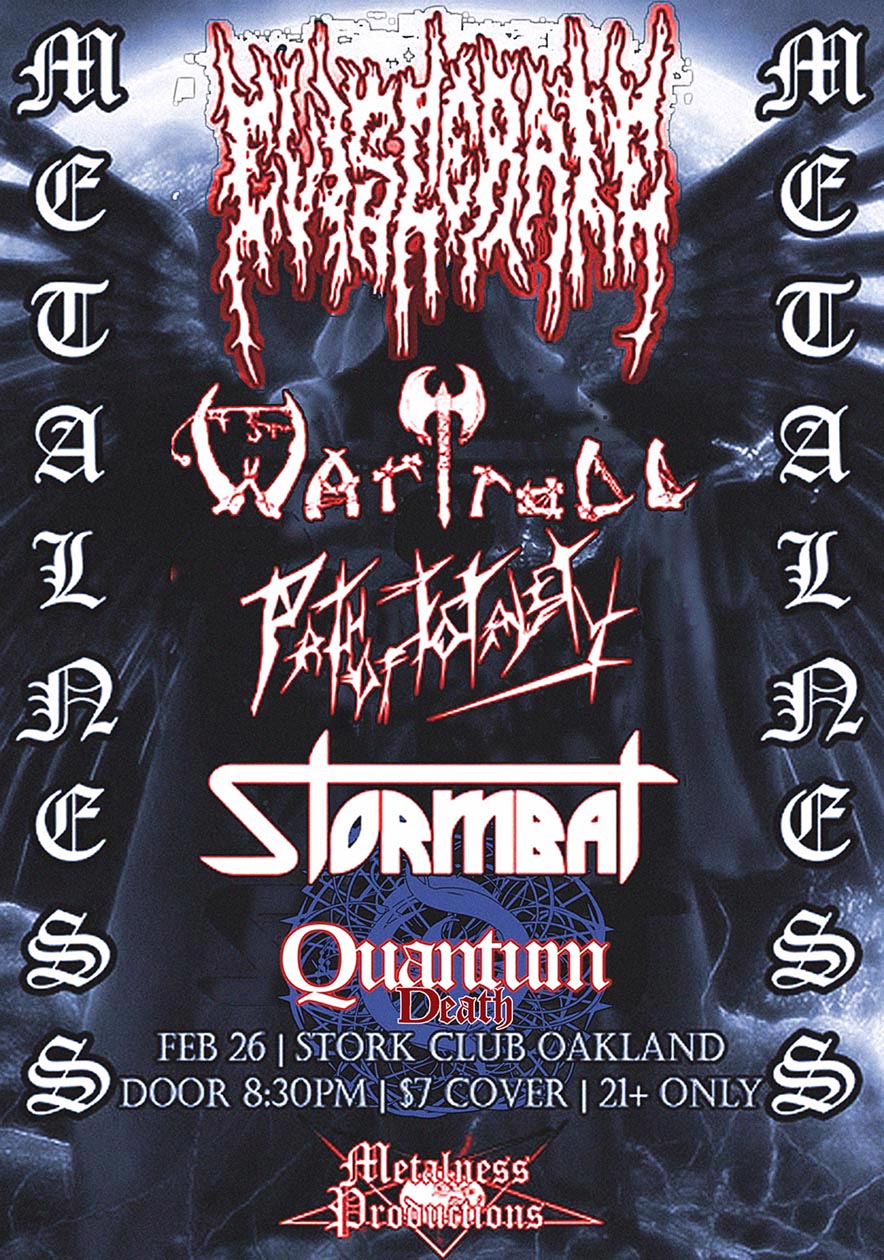 METALNESS
EVISCERATE
WarTroll
PATH OF TOTALITY
STORMBAT
Quantum
Death
FEB 26 | STORK CLUB OAKLAND
DOOR 8:30PM | $7 COVER | 21+ ONLY
Metalness
Productions
METALNESS